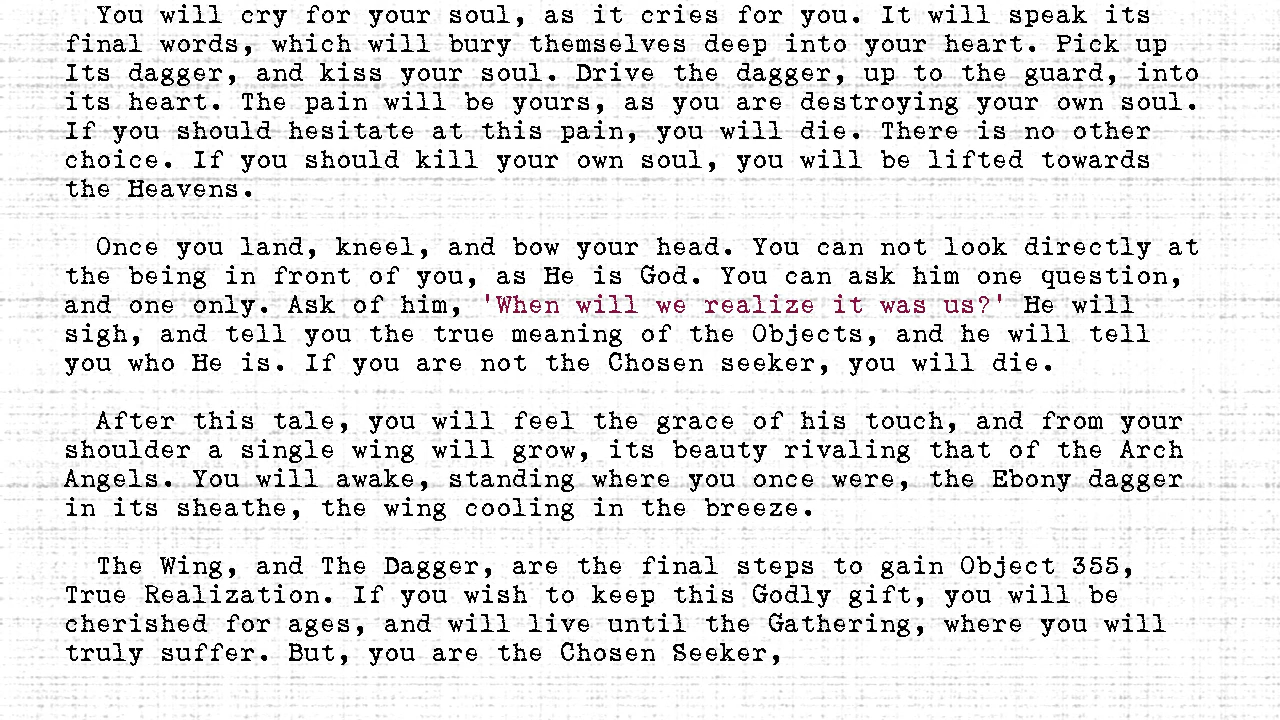 You will cry for your soul, as it cries for you. It will speak its
final words, which will bury themselves deep into your heart. Pick up
Its dagger, and kiss your soul. Drive the dagger, up to the guard, into
its heart. The pain will be yours, as you are destroying your own soul.
If you should hesitate at this pain, you will die. There is no other
choice. If you should kill your own soul, you will be lifted towards
the Heavens.
Once you land, kneel, and bow your head. You can not look directly at
the being in front of you, as He is God. You can ask him one question,
and one only. Ask of him, 'When will we realize it was us?' He will
sigh, and tell you the true meaning of the Objects, and he will tell
you who He is. If you are not the Chosen seeker, you will die.
After this tale, you will feel the grace of his touch, and from your
shoulder a single wing will grow, its beauty rivaling that of the Arch
Angels. You will awake, standing where you once were, the Ebony dagger
in its sheathe, the wing cooling in the breeze.
The Wing, and The Dagger, are the final steps to gain Object 355,
True Realization. If you wish to keep this Godly gift, you will be
cherished for ages, and will live until the Gathering, where you will
truly suffer. But, you are the Chosen Seeker,